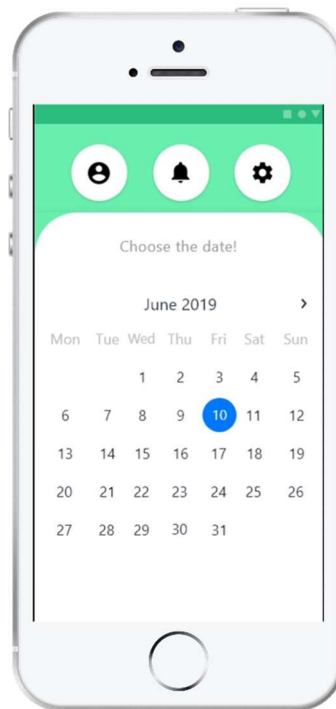 Choose the date!
June 2019
Mon Tue Wed Thu Fri Sat Sun
1 2 3 4 5
6 7 8 9 10 11 12
13 14 15 16 17 18 19
20 21 22 23 24 25 26
27 28 29 30 31